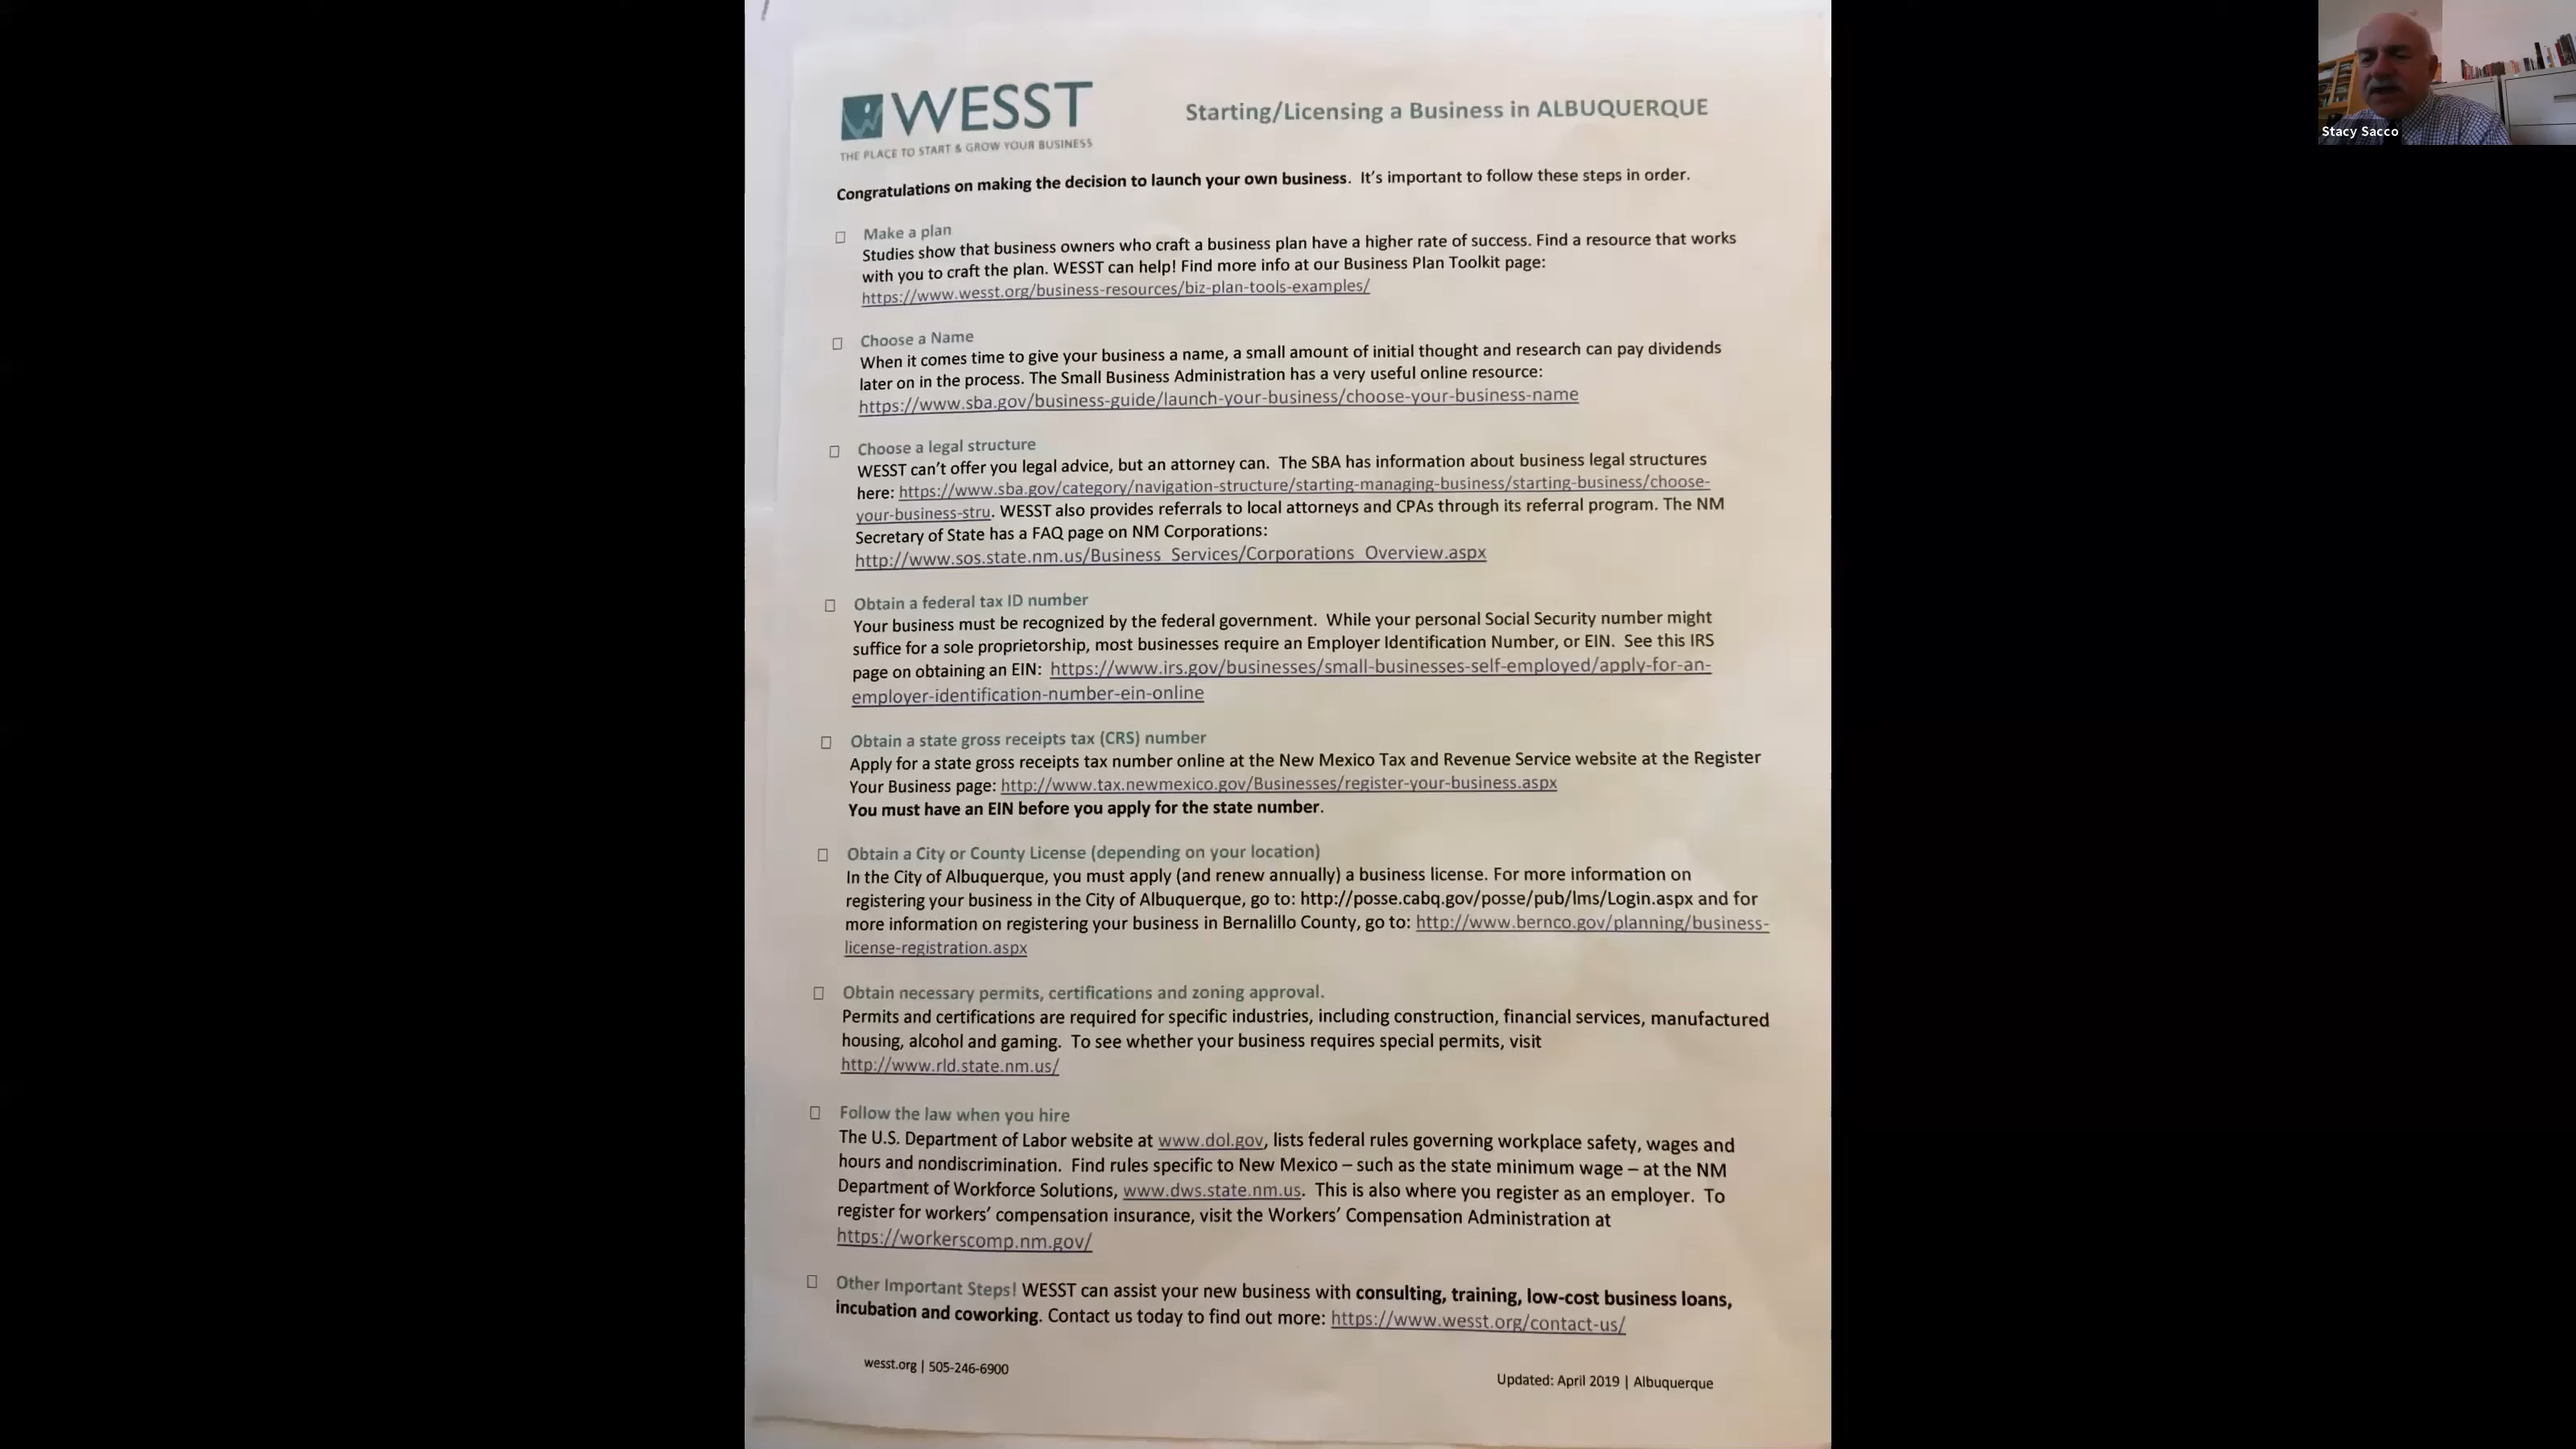 WESST
THE PLACE TO START & GROW YOUR BUSINESS
Starting/Licensing a Business in ALBUQUERQUE
Congratulations on making the decision to launch your own business. It's important to follow these steps in order.
Make a plan
Studies show that business owners who craft a business plan have a higher rate of success. Find a resource that works
with you to craft the plan. WESST can help! Find more info at our Business Plan Toolkit page:
https://www.wesst.org/business-resources/biz-plan-tools-examples/
Choose a Name
When it comes time to give your business a name, a small amount of initial thought and research can pay dividends
later on in the process. The Small Business Administration has a very useful online resource:
https://www.sba.gov/business-guide/launch-your-business/choose-your-business-name
Choose a legal structure
WESST can't offer you legal advice, but an attorney can. The SBA has information about business legal structures
here: https://www.sba.gov/category/navigation-structure/starting-managing-business/starting-business/choose-
your-business-stru. WESST also provides referrals to local attorneys and CPAs through its referral program. The NM
Secretary of State has a FAQ page on NM Corporations:
http://www.sos.state.nm.us/Business_Services/Corporations_Overview.aspx
Obtain a federal tax ID number
Your business must be recognized by the federal government. While your personal Social Security number might
suffice for a sole proprietorship, most businesses require an Employer Identification Number, or EIN. See this IRS
page on obtaining an EIN: https://www.irs.gov/businesses/small-businesses-self-employed/apply-for-an-
employer-identification-number-ein-online
Obtain a state gross receipts tax (CRS) number
Apply for a state gross receipts tax number online at the New Mexico Tax and Revenue Service website at the Register
Your Business page: http://www.tax.newmexico.gov/Businesses/register-your-business.aspx
You must have an EIN before you apply for the state number.
Obtain a City or County License (depending on your location)
In the City of Albuquerque, you must apply (and renew annually) a business license. For more information on
registering your business in the City of Albuquerque, go to: http://posse.cabq.gov/posse/pub/lms/Login.aspx and for
more information on registering your business in Bernalillo County, go to: http://www.bernco.gov/planning/business-
license-registration.aspx
Obtain necessary permits, certifications and zoning approval.
Permits and certifications are required for specific industries, including construction, financial services, manufactured
housing, alcohol and gaming. To see whether your business requires special permits, visit
http://www.rld.state.nm.us/
Follow the law when you hire
The U.S. Department of Labor website at www.dol.gov, lists federal rules governing workplace safety, wages and
hours and nondiscrimination. Find rules specific to New Mexico – such as the state minimum wage – at the NM
Department of Workforce Solutions, www.dws.state.nm.us. This is also where you register as an employer. To
register for workers' compensation insurance, visit the Workers' Compensation Administration at
https://workerscomp.nm.gov/
Other Important Steps! WESST can assist your new business with consulting, training, low-cost business loans,
incubation and coworking. Contact us today to find out more: https://www.wesst.org/contact-us/
wesst.org | 505-246-6900
Updated: April 2019 | Albuquerque
Stacy Sacco